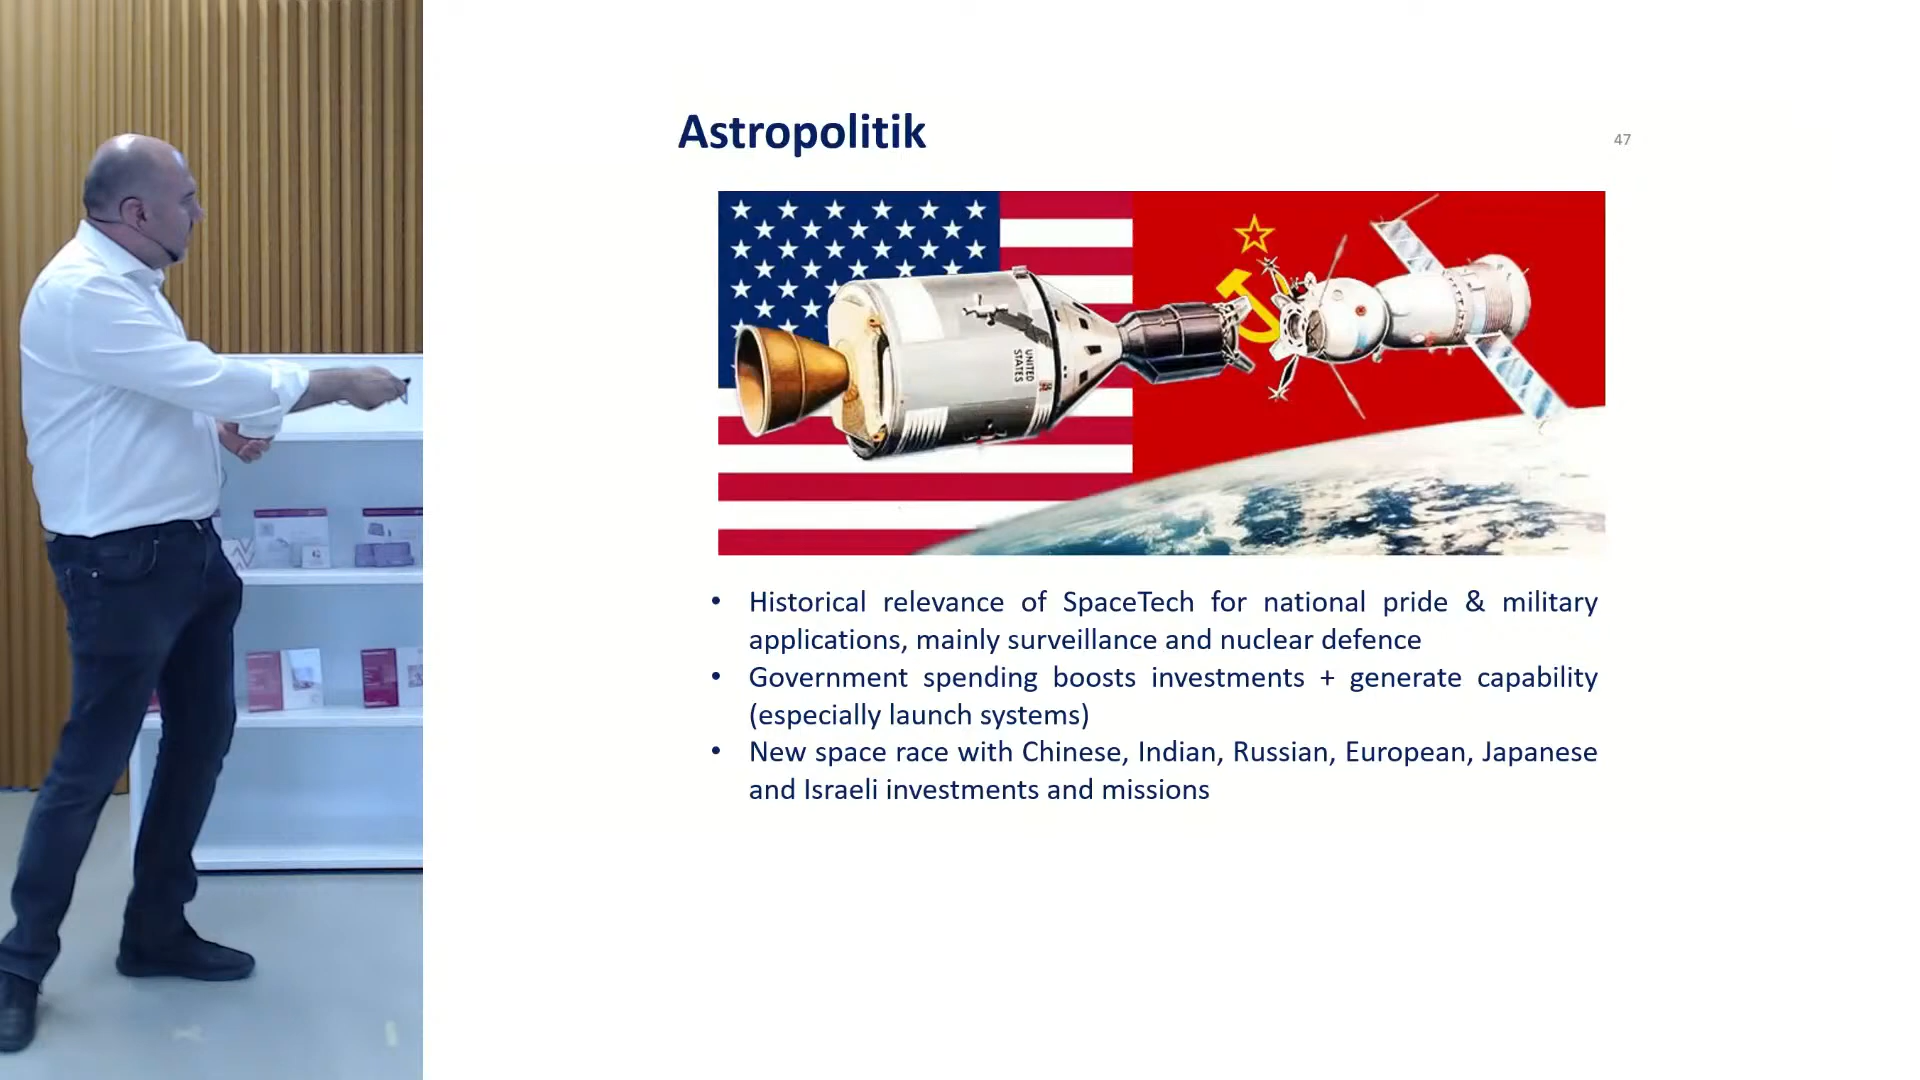 Astropolitik
47
UNITED
STATES
• Historical relevance of SpaceTech for national pride & military
applications, mainly surveillance and nuclear defence
• Government spending boosts investments + generate capability
(especially launch systems)
• New space race with Chinese, Indian, Russian, European, Japanese
and Israeli investments and missions